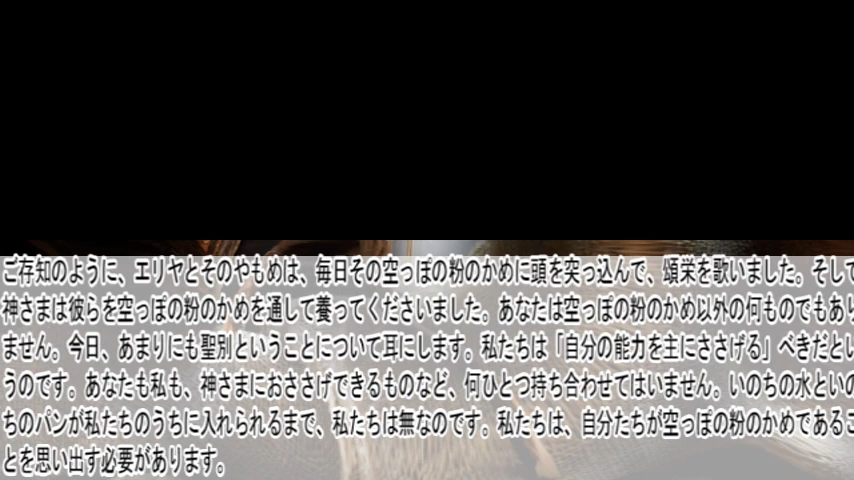 ご存知のように、エリヤとそのやもめは、毎日その空っぽの粉のかめに頭を突っ込んで、頌栄を歌いました。そして
神さまは彼らを空っぽの粉のかめを通して養ってくださいました。あなたは空っぽの粉のかめ以外の何ものでもあり
ません。今日、あまりにも聖別ということについて耳にします。私たちは「自分の能力を主にささげる」べきだとい
うのです。あなたも私も、神さまにおささげできるものなど、何ひとつ持ち合わせてはいません。いのちの水といの
ちのパンが私たちのうちに入れられるまで、私たちは無なのです。私たちは、自分たちが空っぽの粉のかめであるこ
とを思い出す必要があります。